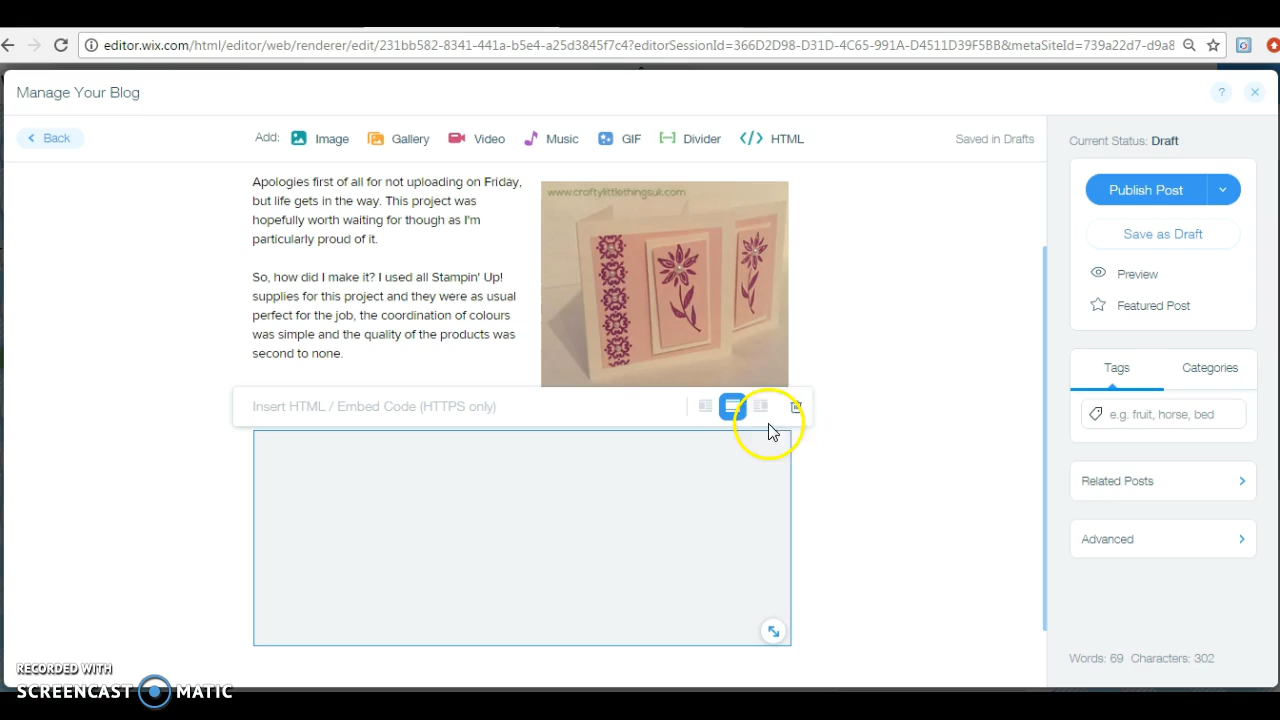 editor.wix.com/html/editor/web/renderer/edit/231bb582-8341-441a-b5e4-a25d3845f7c4?editorSessionId=366D2D98-D31D-4C65-991A-D4511D39F5BB&metaSiteId=739a22d7-d9a8
Manage Your Blog
?
Back
Add: Image Gallery Video Music GIF Divider HTML
Saved in Drafts
Apologies first of all for not uploading on Friday,
but life gets in the way. This project was
hopefully worth waiting for though as I'm
particularly proud of it.
So, how did I make it? I used all Stampin' Up!
supplies for this project and they were as usual
perfect for the job, the coordination of colours
was simple and the quality of the products was
second to none.
www.craftylittlethingsuk.com
Insert HTML / Embed Code (HTTPS only)
Current Status: Draft
Publish Post
Save as Draft
Preview
Featured Post
Tags Categories
e.g. fruit, horse, bed
Related Posts
Advanced
Words: 69 Characters: 302
RECORDED WITH
SCREENCAST MATIC